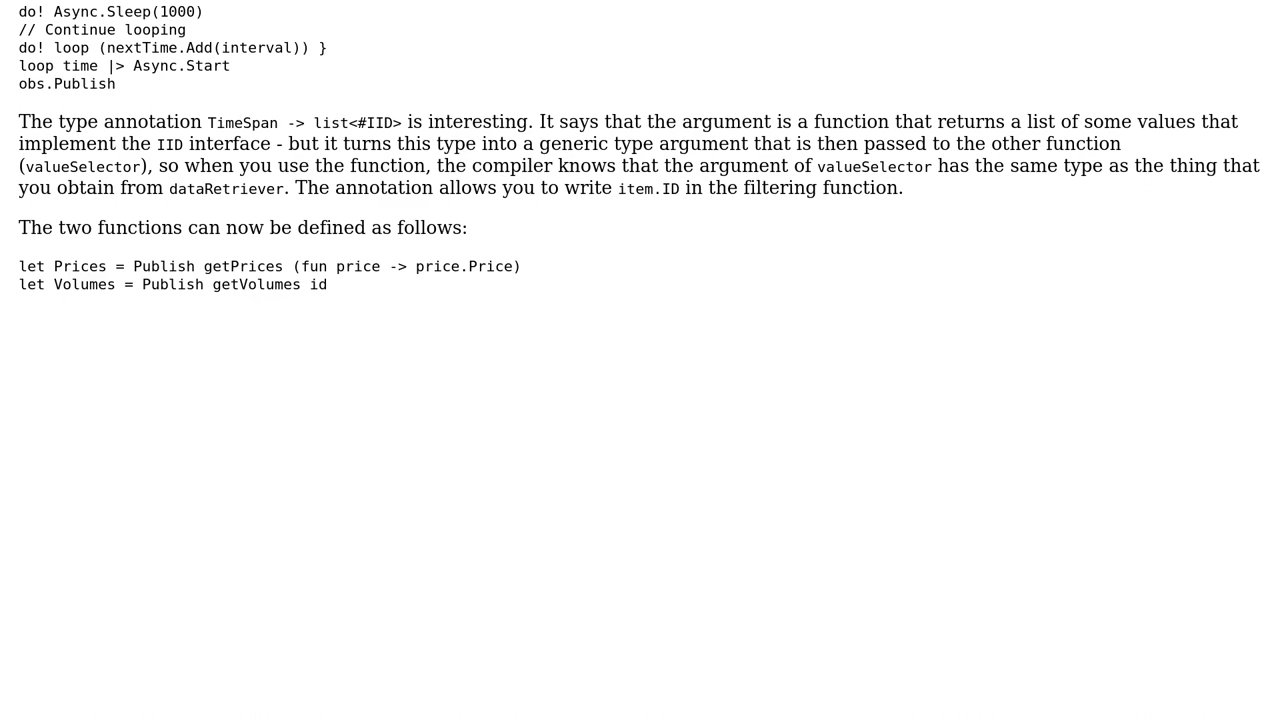 do! Async.Sleep(1000)
// Continue looping
do! loop (nextTime.Add(interval)) }
loop time |> Async.Start
obs.Publish
The type annotation TimeSpan -> list<#IID> is interesting. It says that the argument is a function that returns a list of some values that
implement the IID interface - but it turns this type into a generic type argument that is then passed to the other function
(valueSelector), so when you use the function, the compiler knows that the argument of valueSelector has the same type as the thing that
you obtain from dataRetriever. The annotation allows you to write item.ID in the filtering function.
The two functions can now be defined as follows:
let Prices = Publish getPrices (fun price -> price.Price)
let Volumes = Publish getVolumes id